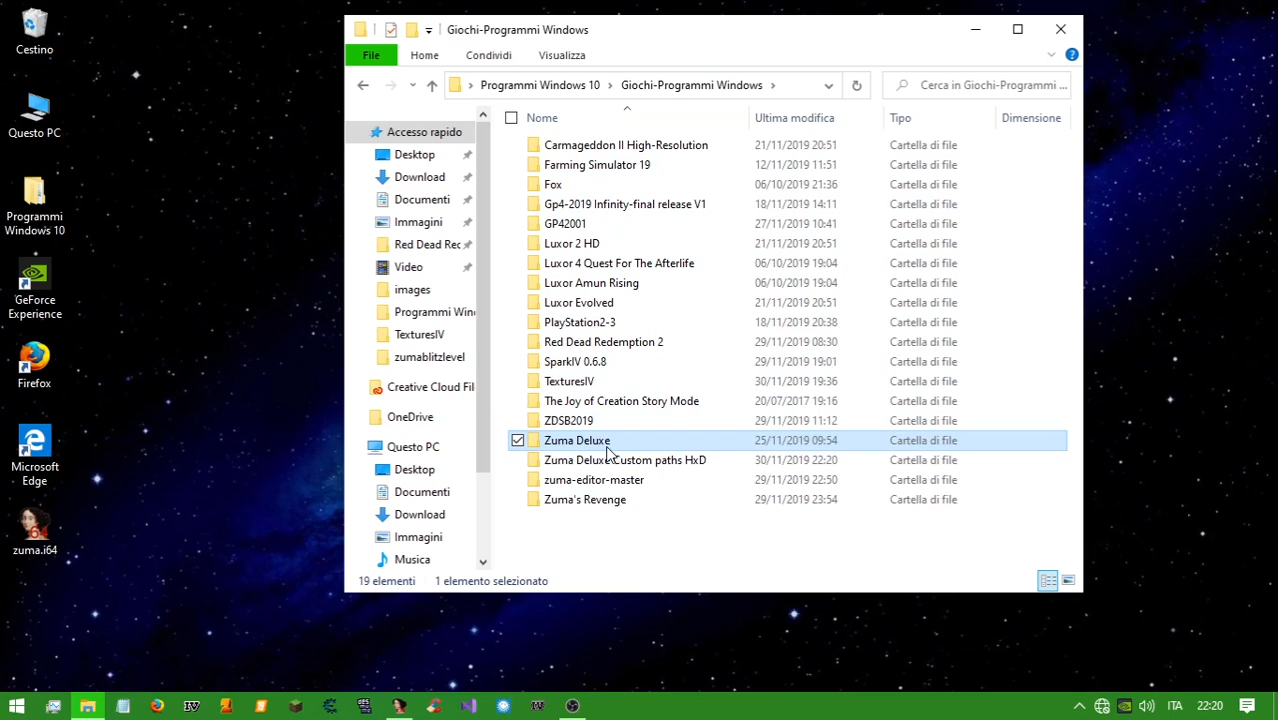 Cestino
Questo PC
Programmi
Windows 10
GeForce
Experience
Firefox
Microsoft
Edge
zuma.i64
Giochi-Programmi Windows
File Home Condividi Visualizza
Programmi Windows 10 Giochi-Programmi Windows
Cerca in Giochi-Programmi ...
Accesso rapido
Desktop
Download
Documenti
Immagini
Red Dead Rec
Video
images
Programmi Wind
TexturesIV
zumablitzlevel
Creative Cloud Fil
OneDrive
Questo PC
Desktop
Documenti
Download
Immagini
Musica
Nome Ultima modifica Tipo Dimensione
Carmageddon II High-Resolution 21/11/2019 20:51 Cartella di file
Farming Simulator 19 12/11/2019 11:51 Cartella di file
Fox 06/10/2019 21:36 Cartella di file
Gp4-2019 Infinity-final release V1 18/11/2019 14:11 Cartella di file
GP42001 27/11/2019 10:41 Cartella di file
Luxor 2 HD 21/11/2019 20:51 Cartella di file
Luxor 4 Quest For The Afterlife 06/10/2019 19:04 Cartella di file
Luxor Amun Rising 06/10/2019 19:04 Cartella di file
Luxor Evolved 21/11/2019 20:51 Cartella di file
PlayStation2-3 18/11/2019 20:38 Cartella di file
Red Dead Redemption 2 29/11/2019 08:30 Cartella di file
SparkIV 0.6.8 29/11/2019 19:01 Cartella di file
TexturesIV 30/11/2019 19:36 Cartella di file
The Joy of Creation Story Mode 20/07/2017 19:16 Cartella di file
ZDSB2019 29/11/2019 11:12 Cartella di file
Zuma Deluxe 25/11/2019 09:54 Cartella di file
Zuma Deluxe Custom paths HxD 30/11/2019 22:20 Cartella di file
zuma-editor-master 29/11/2019 22:50 Cartella di file
Zuma's Revenge 29/11/2019 23:54 Cartella di file
19 elementi 1 elemento selezionato
IV ITA 22:20